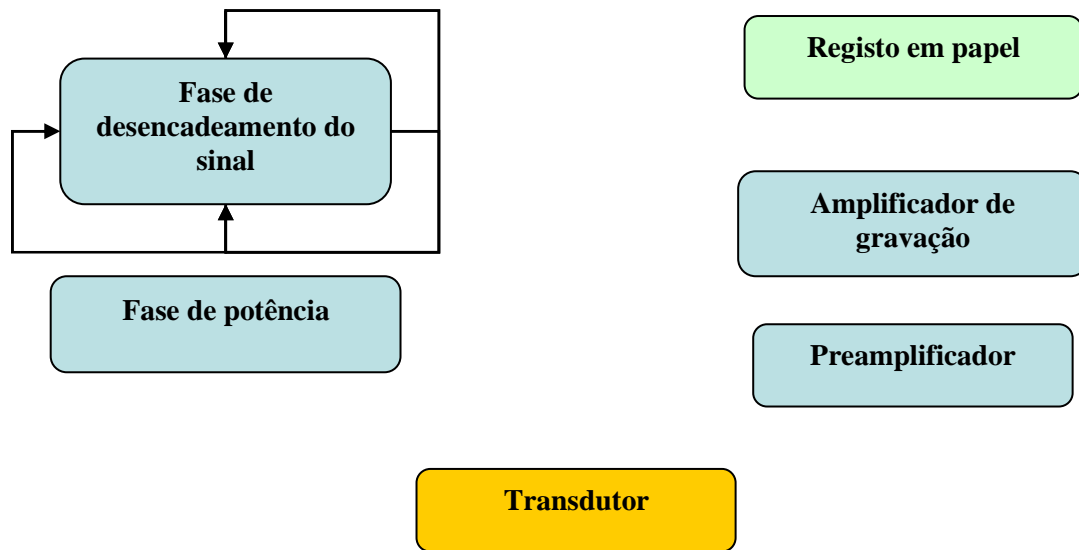 Fase de
desencadeamento do
sinal
Registo em papel
Amplificador de
gravação
Fase de potência
Preamplificador
Transdutor